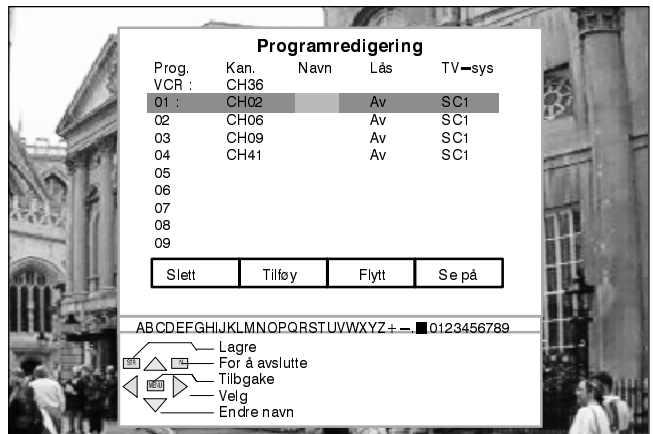 Programredigering
Prog. Kan. Navn Lås TV-sys
VCR : CH36
01 : CH02 Av SC1
02 CH06 Av SC1
03 CH09 Av SC1
04 CH41 Av SC1
05
06
07
08
09
Slett Tilføy Flytt Se på
ABCDEFGHIJKLMNOPQRSTUVWXYZ+-.■0123456789
Lagre
STR N For å avslutte
MENU Tilbgake
Velg
Endre navn